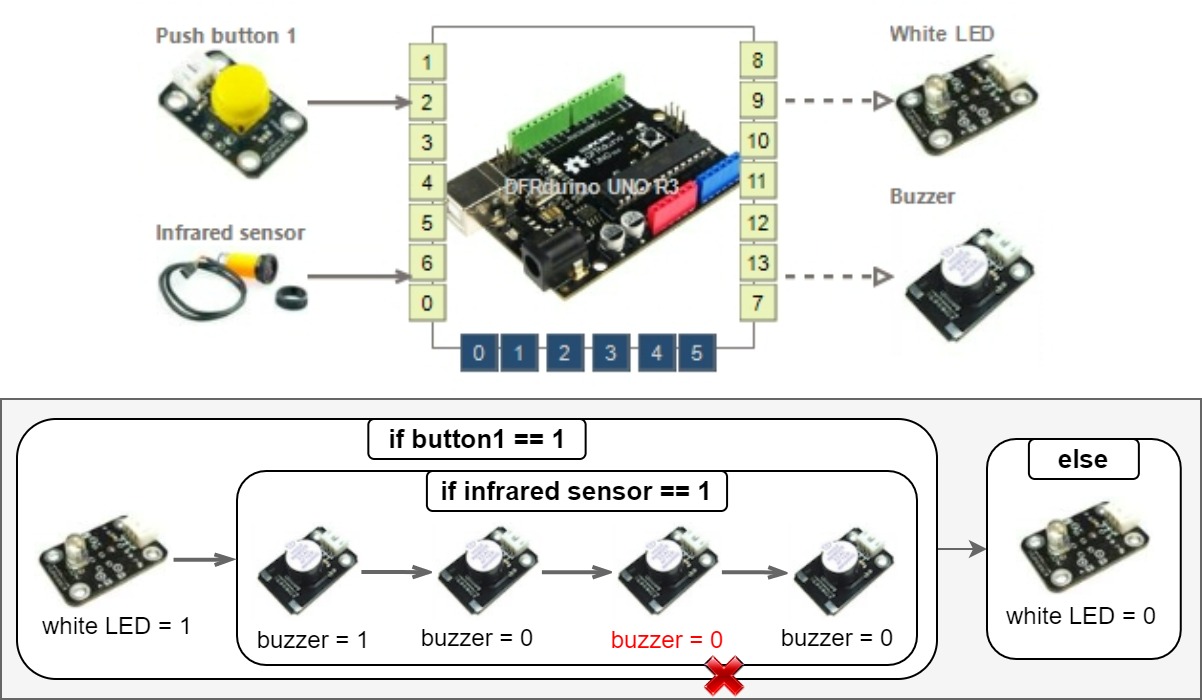 Push button 1
White LED
1
2
3
4
5
6
0
8
9
10
11
12
13
7
DFRduino UNO R3
Infrared sensor
Buzzer
0
1
2
3
4
5
if button1 == 1
if infrared sensor == 1
else
white LED = 1
buzzer = 1
buzzer = 0
buzzer = 0
buzzer = 0
white LED = 0